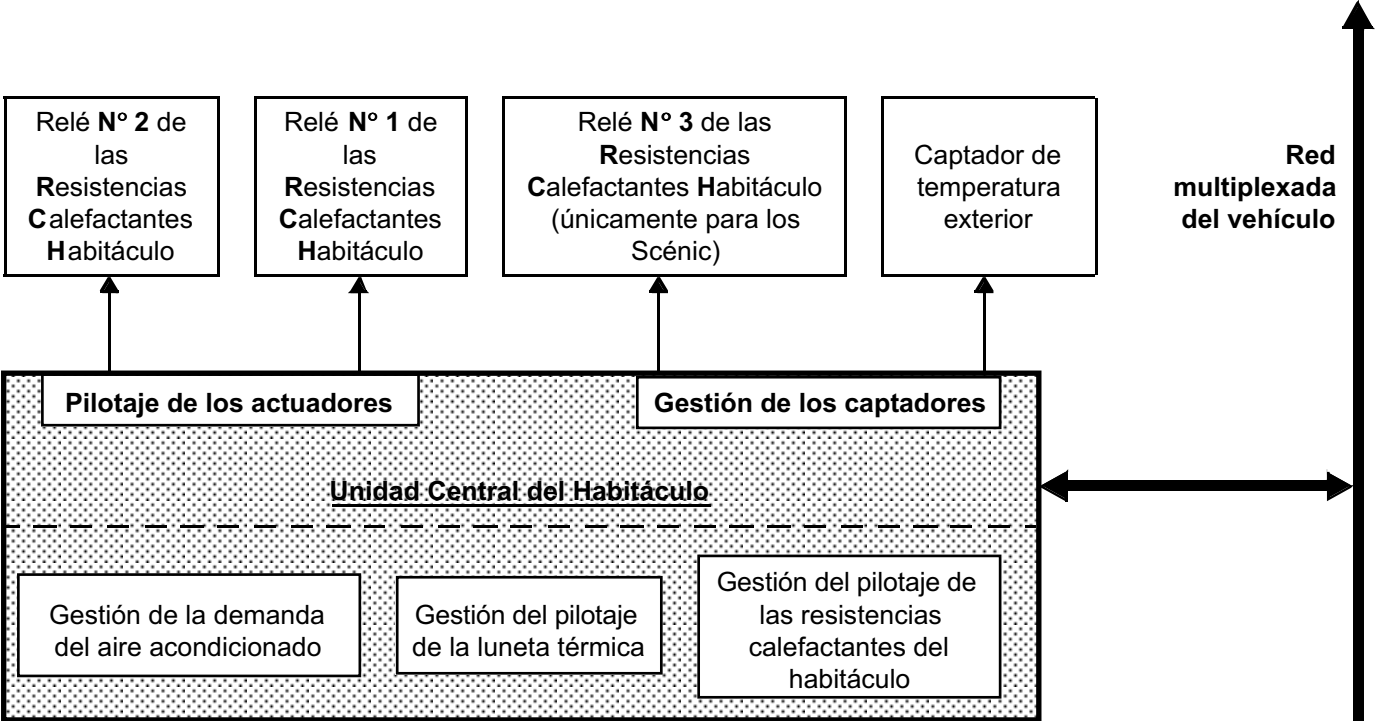 Relé N° 2 de
las
Resistencias
Calefactantes
Habitáculo
Relé N° 1 de
las
Resistencias
Calefactantes
Habitáculo
Relé N° 3 de las
Resistencias
Calefactantes Habitáculo
(únicamente para los
Scénic)
Captador de
temperatura
exterior
Red
multiplexada
del vehículo
Pilotaje de los actuadores
Gestión de los captadores
Unidad Central del Habitáculo
Gestión de la demanda
del aire acondicionado
Gestión del pilotaje
de la luneta térmica
Gestión del pilotaje de
las resistencias
calefactantes del
habitáculo